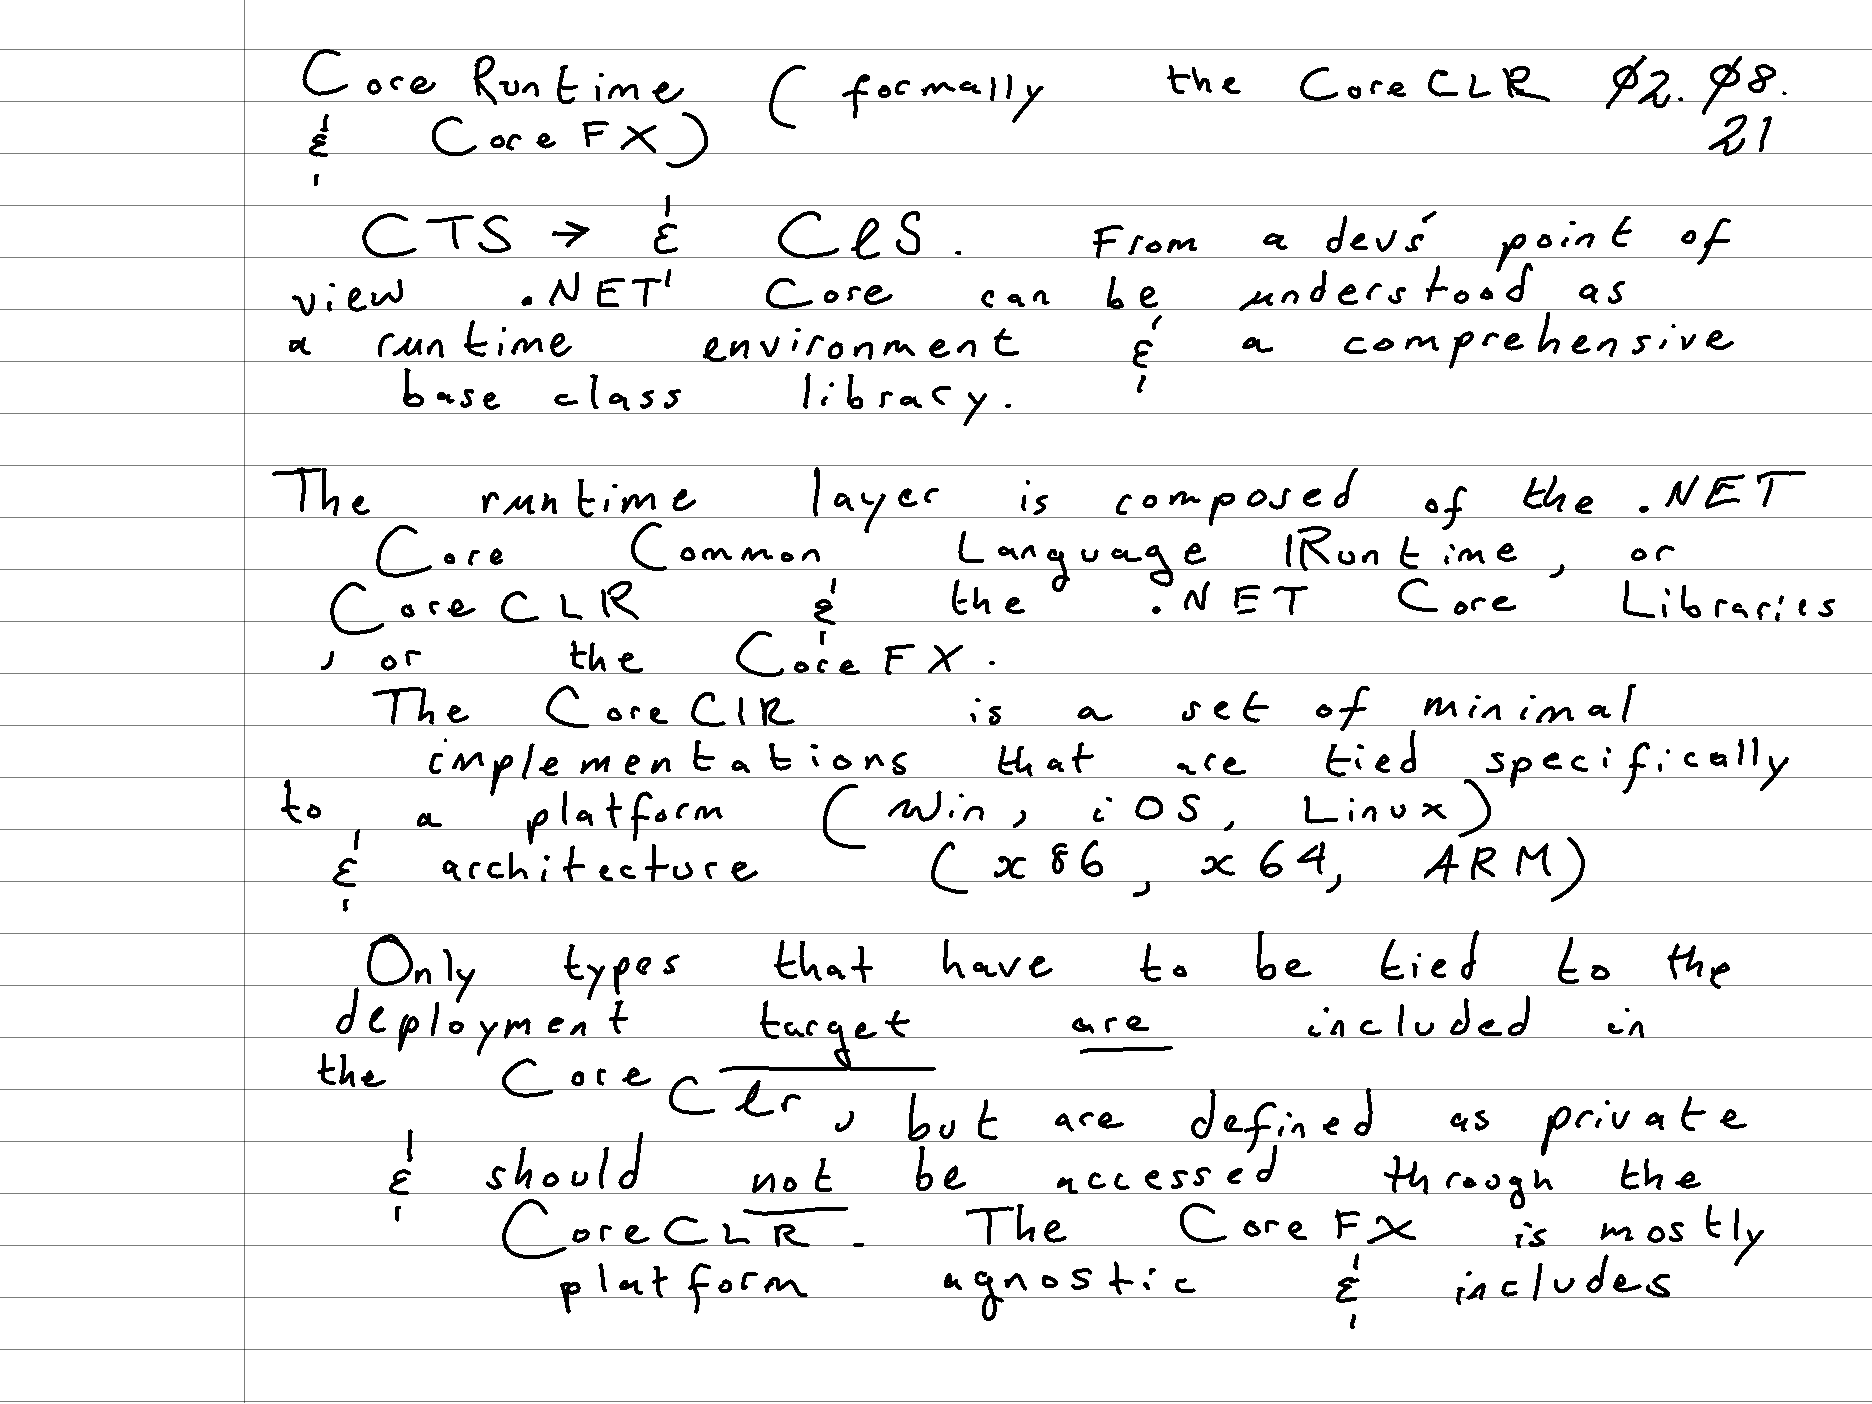 Core Runtime (formally the CoreCLR 02.08.
& CoreFX) 21
CTS → & CLS. From a dev's point of
view .NET Core can be understood as
a runtime environment & a comprehensive
base class library.
The runtime layer is composed of the .NET
Core Common Language Runtime, or
CoreCLR & the .NET Core Libraries
, or the CoreFX.
The CoreClR is a set of minimal
implementations that are tied specifically
to a platform (Win, iOS, Linux)
& architecture (x86, x64, ARM)
Only types that have to be tied to the
deployment target are included in
the Core
Clr, but are defined as private
& should not be accessed through the
CoreCLR. The CoreFX is mostly
platform agnostic & includes